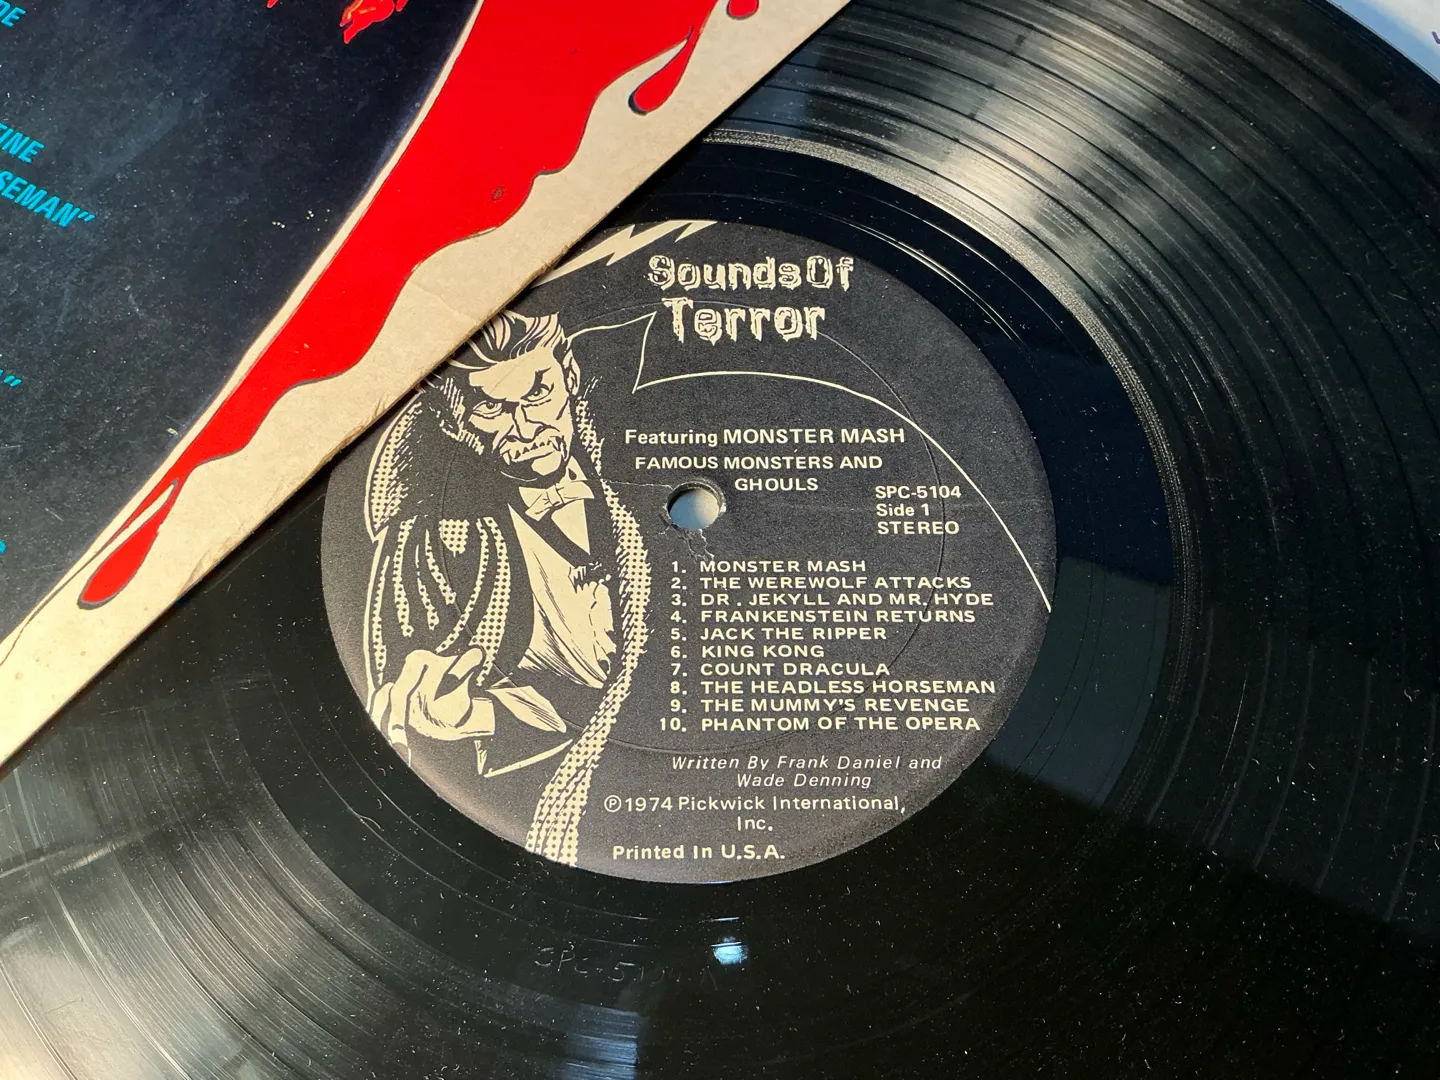 DE
SEMAN"
Sounds Of
Terror
Featuring MONSTER MASH
FAMOUS MONSTERS AND
GHOULS
SPC-5104
Side 1
STEREO
1. MONSTER MASH
2. THE WEREWOLF ATTACKS
3. DR. JEKYLL AND MR. HYDE
4. FRANKENSTEIN RETURNS
5. JACK THE RIPPER
6. KING KONG
7. COUNT DRACULA
8. THE HEADLESS HORSEMAN
9. THE MUMMY'S REVENGE
10. PHANTOM OF THE OPERA
Written By Frank Daniel and
Wade Denning
℗1974 Pickwick International,
Inc.
Printed In U.S.A.